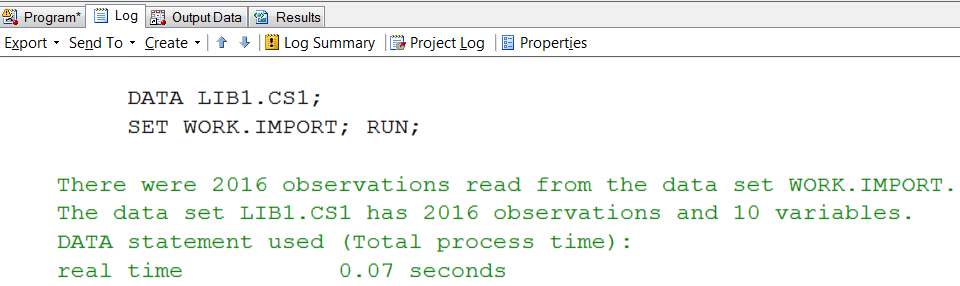 Program* Log Output Data Results
Export Send To Create Log Summary Project Log Properties
DATA LIB1.CS1;
SET WORK.IMPORT; RUN;
There were 2016 observations read from the data set WORK.IMPORT.
The data set LIB1.CS1 has 2016 observations and 10 variables.
DATA statement used (Total process time):
real time 0.07 seconds